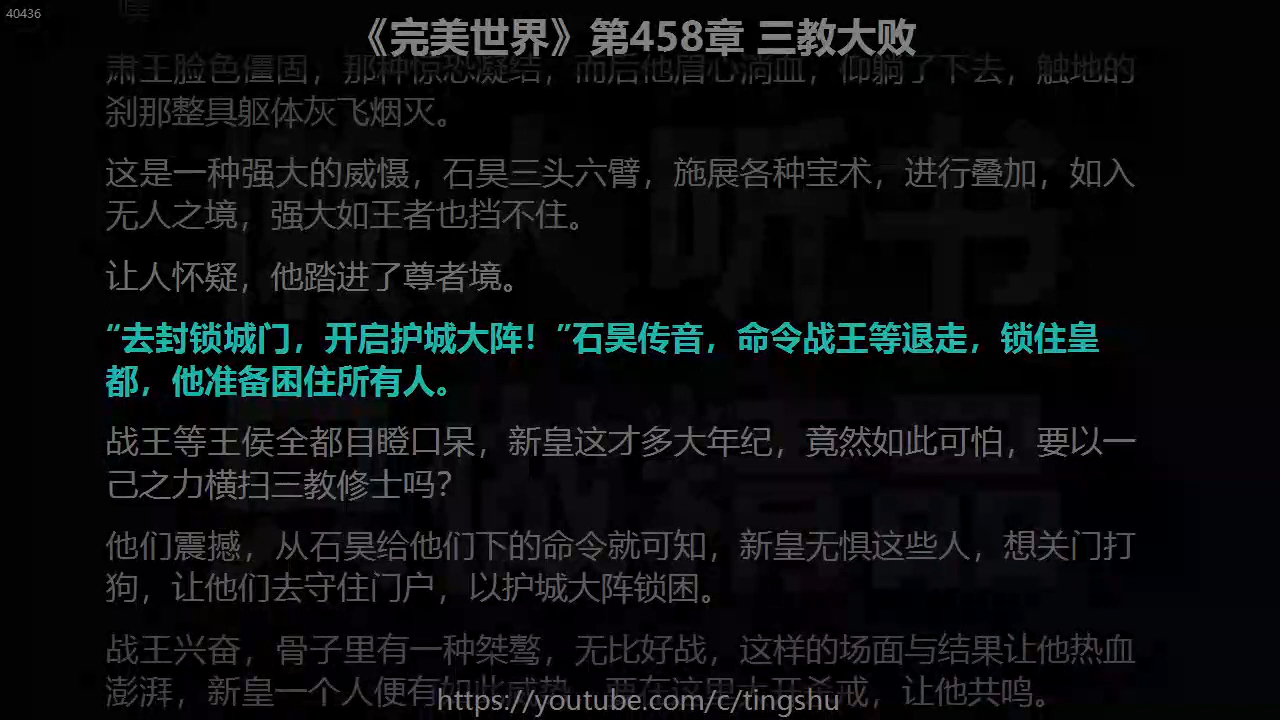 40436
《完美世界》第458章 三教大败
肃王脸色僵固，那种惊恐凝结，而后他眉心淌血，仰躺了下去，触地的
刹那整具躯体灰飞烟灭。
这是一种强大的威慑，石昊三头六臂，施展各种宝术，进行叠加，如入
无人之境，强大如王者也挡不住。
让人怀疑，他踏进了尊者境。
“去封锁城门，开启护城大阵！”石昊传音，命令战王等退走，锁住皇
都，他准备困住所有人。
战王等王侯全都目瞪口呆，新皇这才多大年纪，竟然如此可怕，要以一
己之力横扫三教修士吗？
他们震撼，从石昊给他们下的命令就可知，新皇无惧这些人，想关门打
狗，让他们去守住门户，以护城大阵锁困。
战王兴奋，骨子里有一种桀骜，无比好战，这样的场面与结果让他热血
澎湃，新皇一个人便有如此威势，要在这里大开杀戒，让他共鸣。
https://youtube.com/c/tingshu